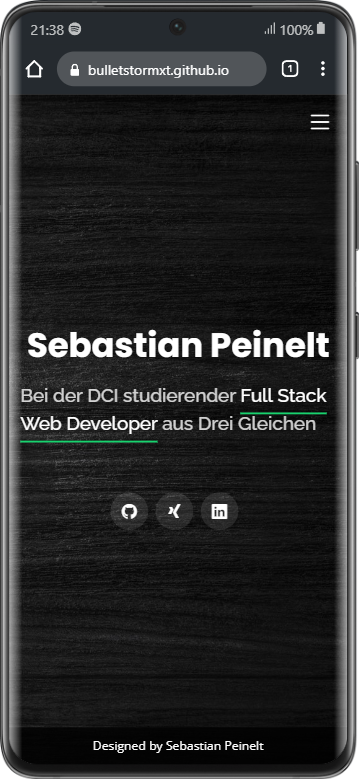 21:38 100%
bulletstormxt.github.io 1
Sebastian Peinelt
Bei der DCI studierender Full Stack
Web Developer aus Drei Gleichen
in
Designed by Sebastian Peinelt